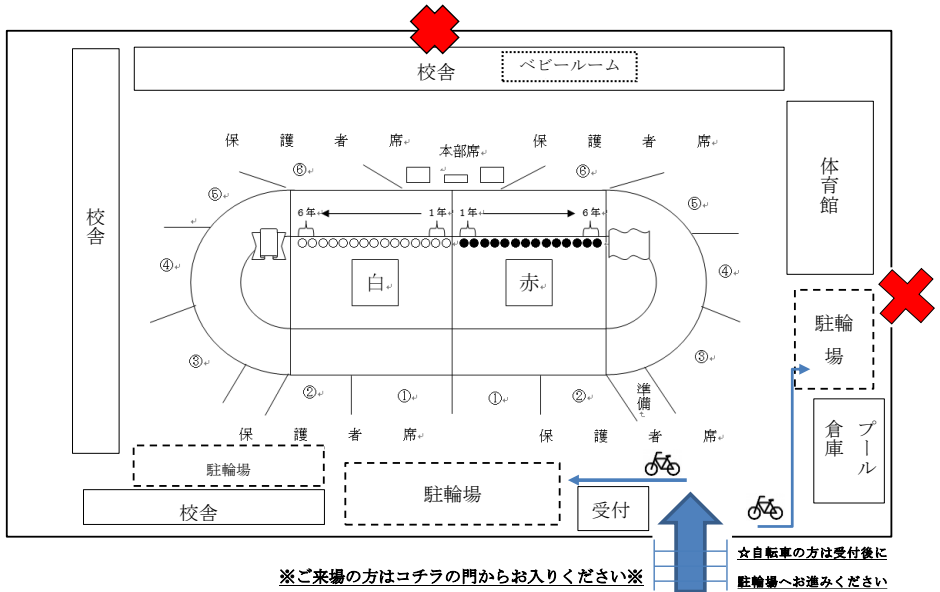 校舎
ベビールーム
保護者席
保護者席
本部席
体育館
⑥
⑥
⑤
⑤
校舎
6年
1年
1年
6年
白
赤
④
④
駐輪場
③
③
②
①
①
②
準備
保護者席
保護者席
プール
倉庫
駐輪場
駐輪場
校舎
受付
☆自転車の方は受付後に
駐輪場へお進みください
※ご来場の方はコチラの門からお入りください※